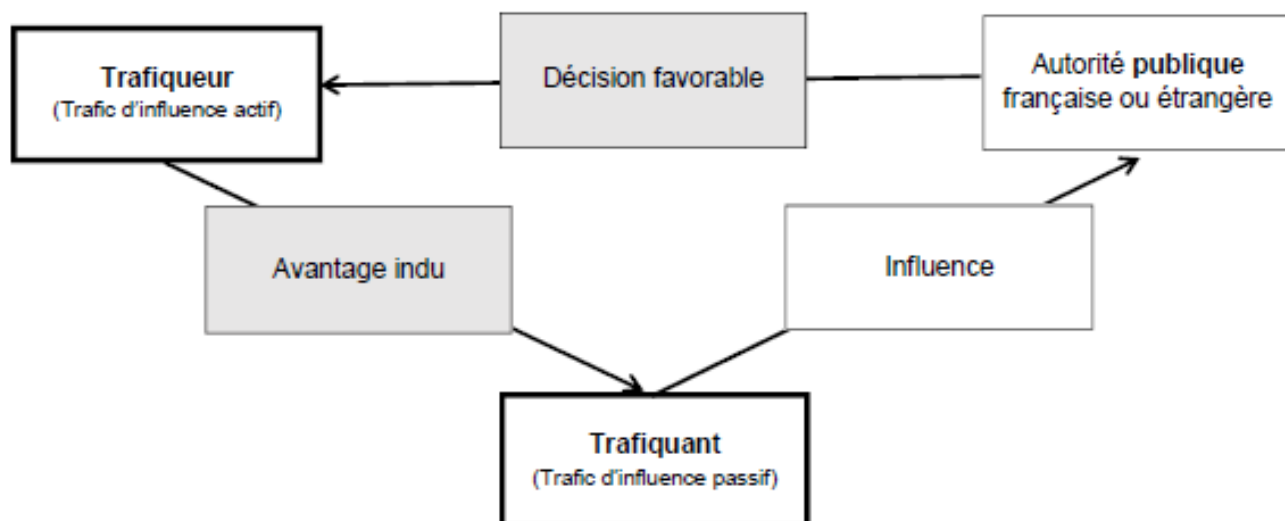 Trafiqueur
(Trafic d'influence actif)
Décision favorable
Autorité publique
française ou étrangère
Avantage indu
Influence
Trafiquant
(Trafic d'influence passif)